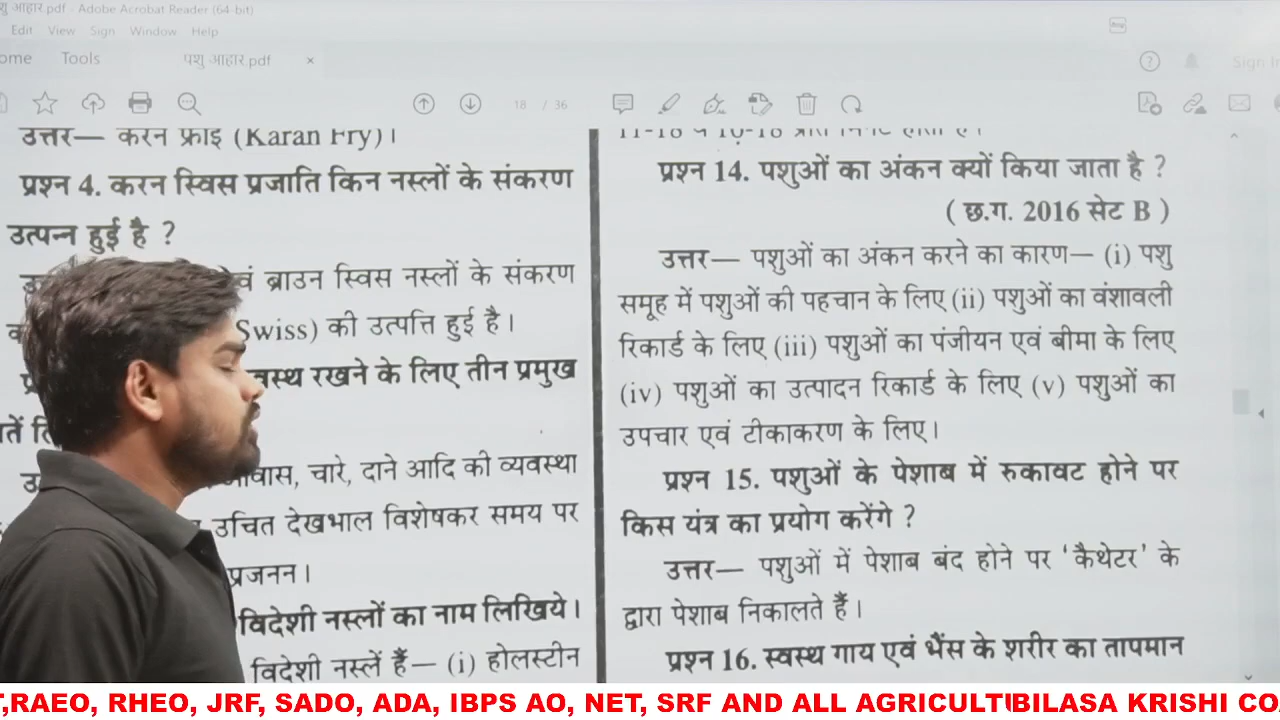 शु आहार.pdf - Adobe Acrobat Reader (64-bit)
Edit View Sign Window Help
ome Tools पशु आहार.pdf ×
Sign I
18 / 36
उत्तर— करन फ्राइ (Karan Fry)।
प्रश्न 4. करन स्विस प्रजाति किन नस्लों के संकरण
उत्पन्न हुई है ?
वं ब्राउन स्विस नस्लों के संकरण
Swiss) की उत्पत्ति हुई है।
वस्थ रखने के लिए तीन प्रमुख
ावास, चारे, दाने आदि की व्यवस्था
उचित देखभाल विशेषकर समय पर
प्रजनन।
विदेशी नस्लों का नाम लिखिये।
विदेशी नस्लें हैं— (i) होलस्टीन
प्रश्न 14. पशुओं का अंकन क्यों किया जाता है ?
( छ.ग. 2016 सेट B )
उत्तर— पशुओं का अंकन करने का कारण— (i) पशु
समूह में पशुओं की पहचान के लिए (ii) पशुओं का वंशावली
रिकार्ड के लिए (iii) पशुओं का पंजीयन एवं बीमा के लिए
(iv) पशुओं का उत्पादन रिकार्ड के लिए (v) पशुओं का
उपचार एवं टीकाकरण के लिए।
प्रश्न 15. पशुओं के पेशाब में रुकावट होने पर
किस यंत्र का प्रयोग करेंगे ?
उत्तर— पशुओं में पेशाब बंद होने पर 'कैथेटर' के
द्वारा पेशाब निकालते हैं।
प्रश्न 16. स्वस्थ गाय एवं भैंस के शरीर का तापमान
T,RAEO, RHEO, JRF, SADO, ADA, IBPS AO, NET, SRF AND ALL AGRICULTU BILASA KRISHI CO